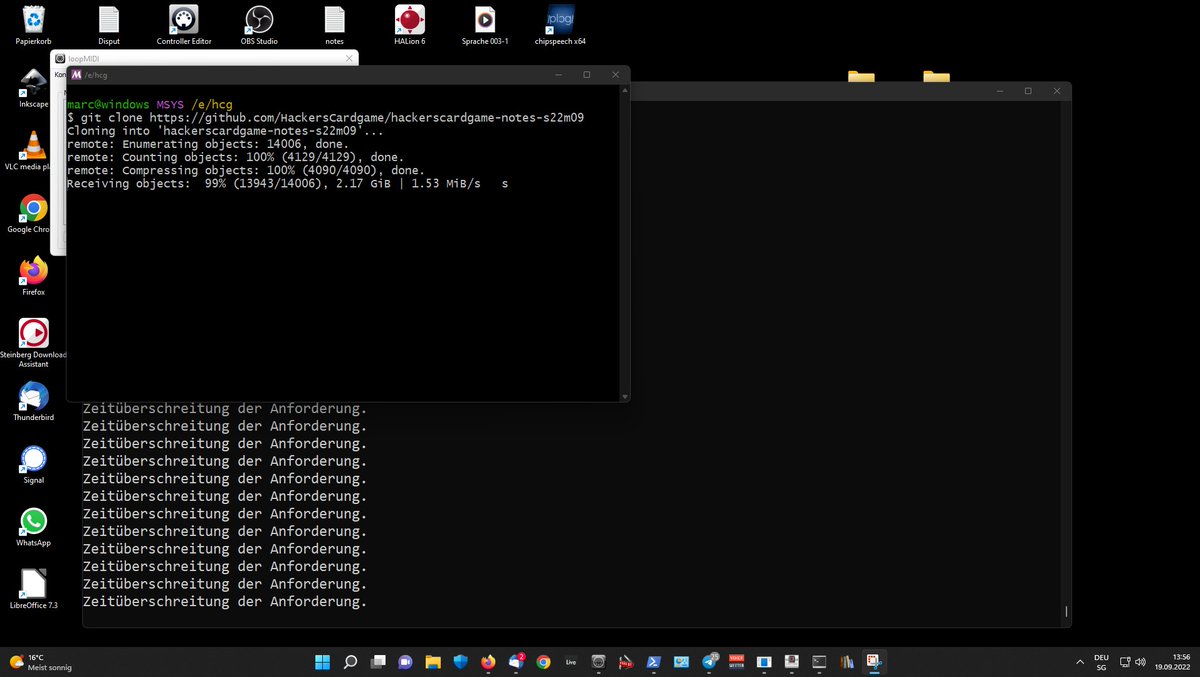 Papierkorb
Disput
Controller Editor
OBS Studio
notes
HALion 6
Sprache 003-1
plogi
chipspeech x64
loopMIDI
Kon
/e/hcg
Inkscape
VLC media pla
Google Chro
Firefox
Steinberg Download
Assistant
Thunderbird
Signal
WhatsApp
LibreOffice 7.3
marc@windows MSYS /e/hcg
$ git clone https://github.com/HackersCardgame/hackerscardgame-notes-s22m09
Cloning into 'hackerscardgame-notes-s22m09'...
remote: Enumerating objects: 14006, done.
remote: Counting objects: 100% (4129/4129), done.
remote: Compressing objects: 100% (4090/4090), done.
Receiving objects:  99% (13943/14006), 2.17 GiB | 1.53 MiB/s   s
Zeitüberschreitung der Anforderung.
Zeitüberschreitung der Anforderung.
Zeitüberschreitung der Anforderung.
Zeitüberschreitung der Anforderung.
Zeitüberschreitung der Anforderung.
Zeitüberschreitung der Anforderung.
Zeitüberschreitung der Anforderung.
Zeitüberschreitung der Anforderung.
Zeitüberschreitung der Anforderung.
Zeitüberschreitung der Anforderung.
Zeitüberschreitung der Anforderung.
Zeitüberschreitung der Anforderung.
16°C
Meist sonnig
2
Live
25
DEU
SG
13:56
19.09.2022